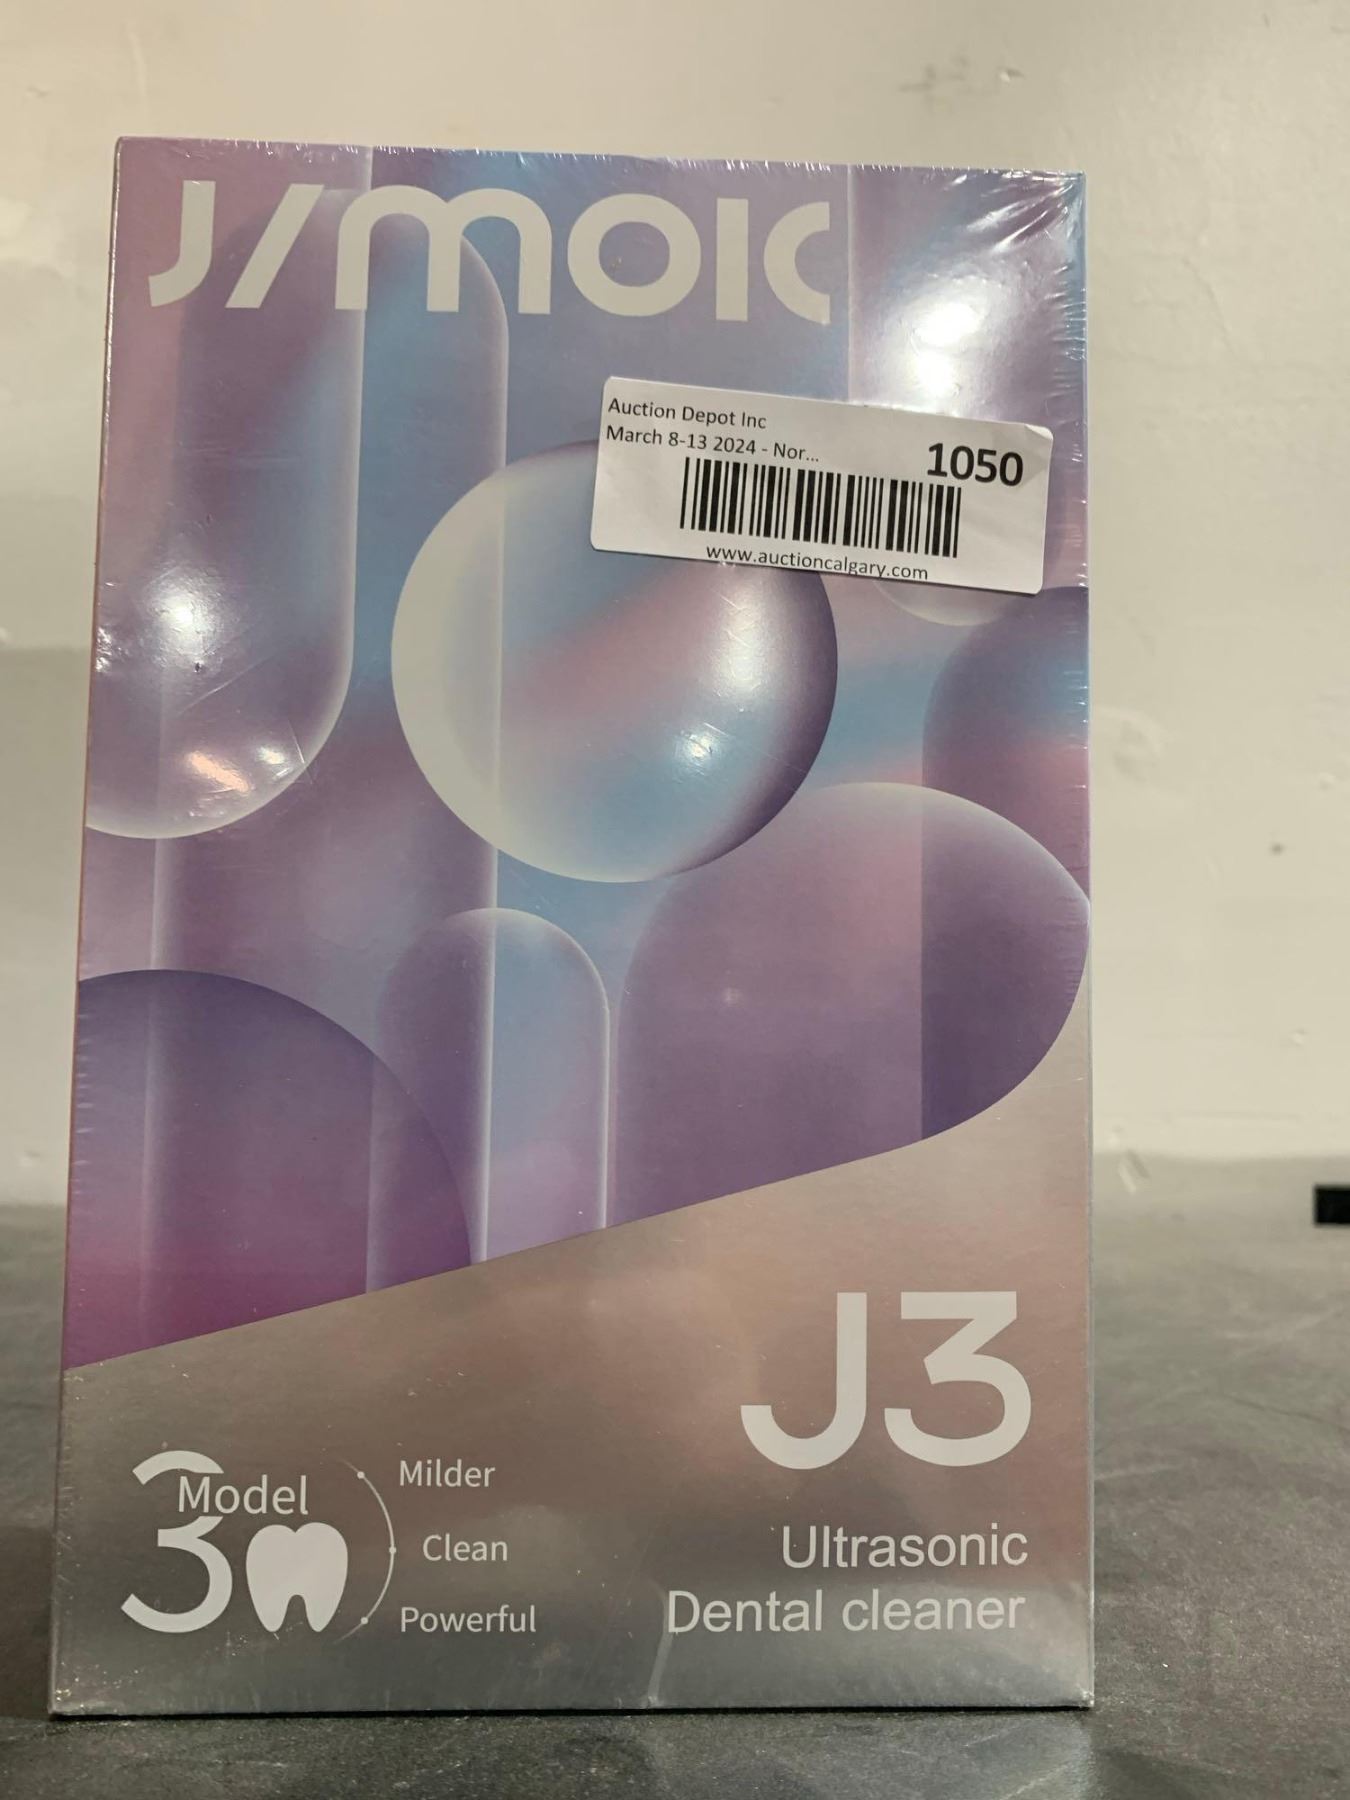 J/MOIC
Auction Depot Inc
March 8-13 2024 - Nor...
1050
www.auctioncalgary.com
J3
3 Model
Milder
Clean
Powerful
Ultrasonic
Dental cleaner